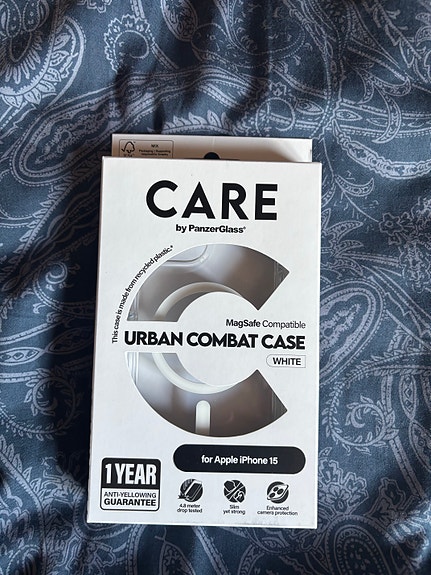 MIX
CARE
by PanzerGlass®
This case is made from recycled plastic.*
MagSafe Compatible
URBAN COMBAT CASE
WHITE
for Apple iPhone 15
1 YEAR
ANTI-YELLOWING
GUARANTEE
4.8 meter
drop tested
Slim
yet strong
Enhanced
camera protection